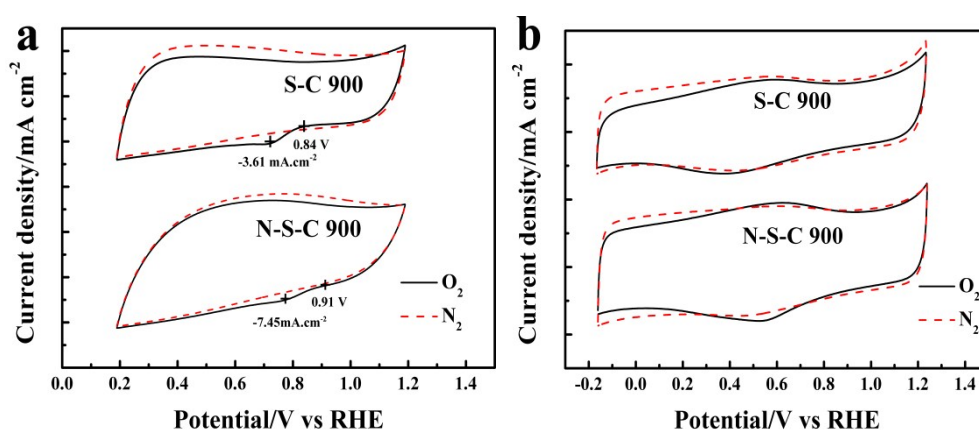 a
S-C 900
0.84 V
-3.61 mA.cm⁻²
N-S-C 900
0.91 V
-7.45mA.cm⁻²
O₂
N₂
Current density/mA cm⁻²
0.0 0.2 0.4 0.6 0.8 1.0 1.2 1.4
Potential/V vs RHE
b
S-C 900
N-S-C 900
O₂
N₂
Current density/mA cm⁻²
-0.2 0.0 0.2 0.4 0.6 0.8 1.0 1.2 1.4
Potential/V vs RHE